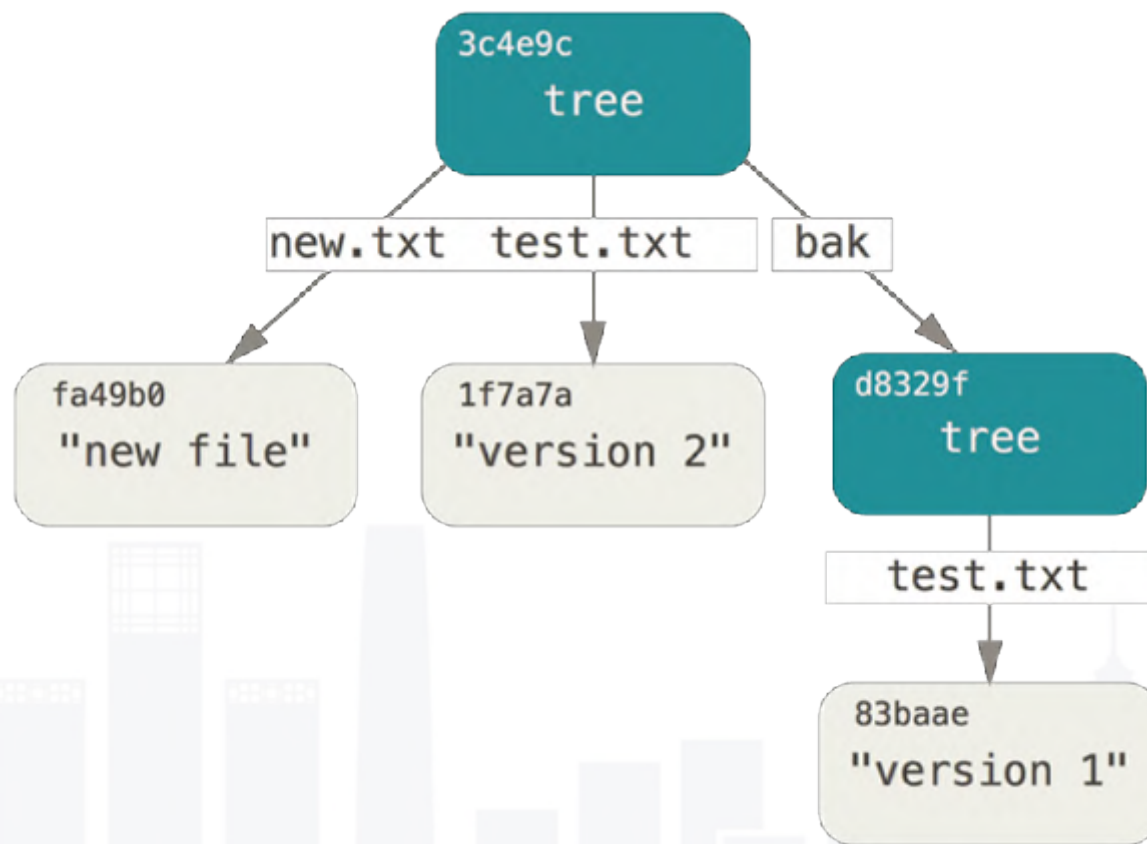 3c4e9c
tree
new.txt test.txt bak
fa49b0
"new file"
1f7a7a
"version 2"
d8329f
tree
test.txt
83baae
"version 1"